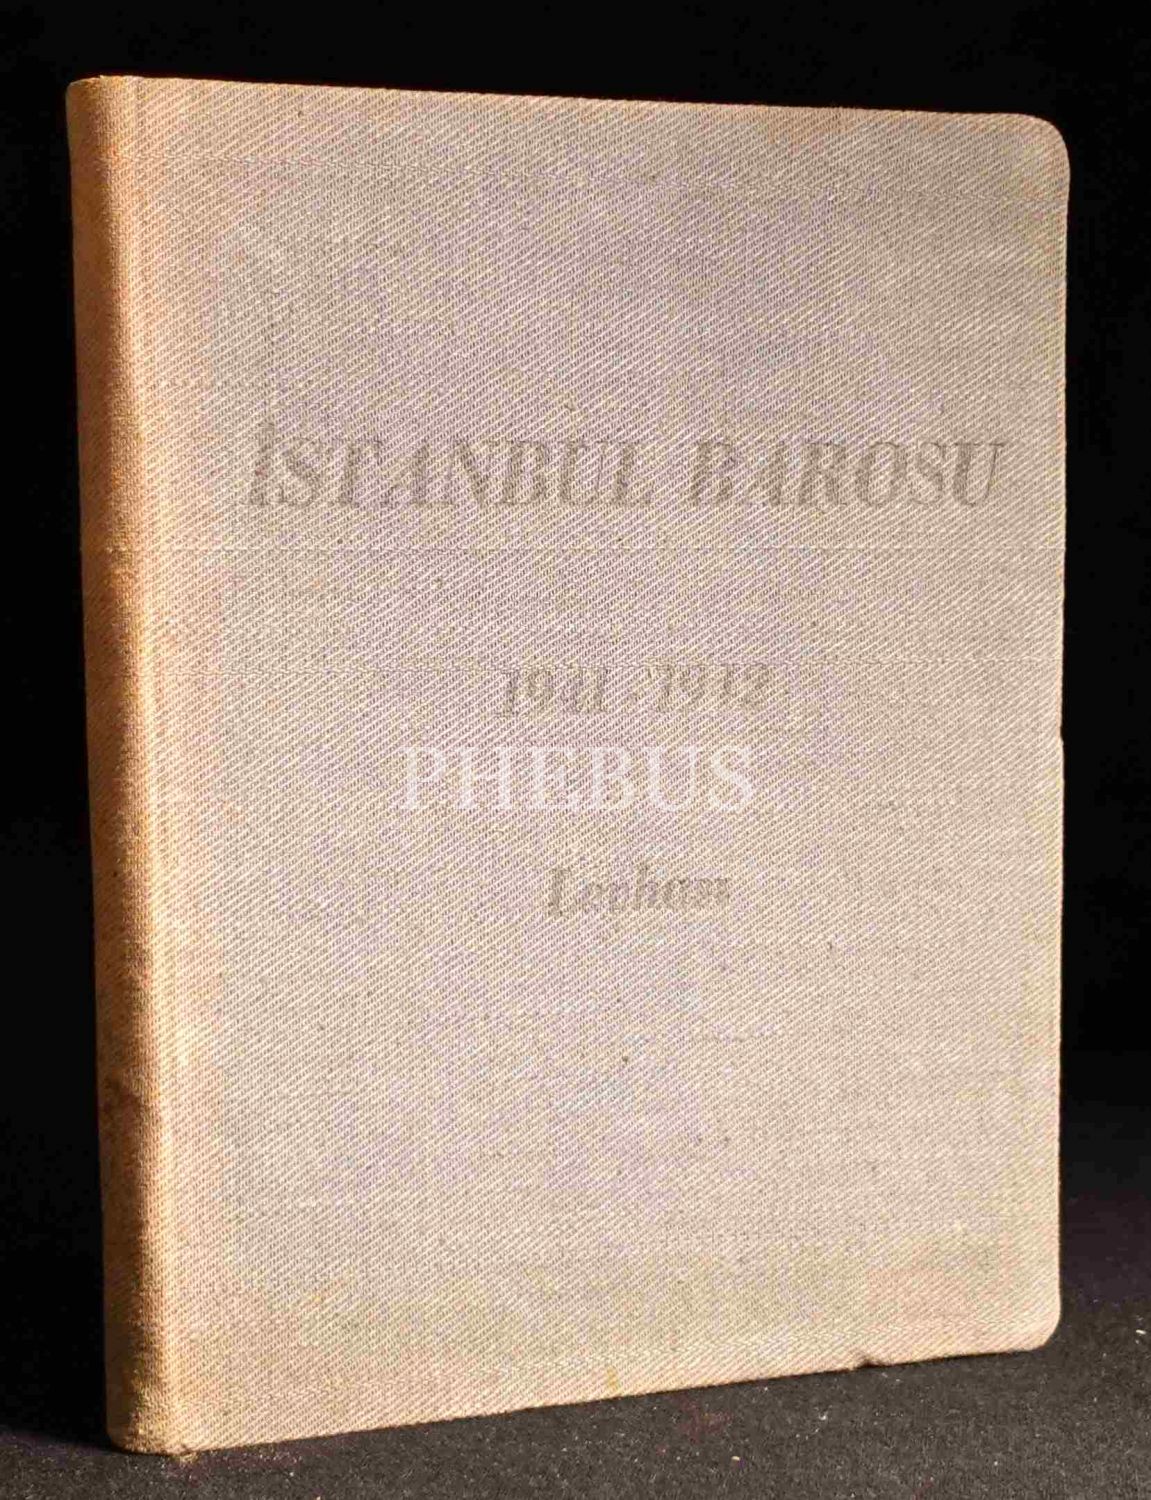 İSTANBUL BAROSU
1941-1942
PHEBUS
Levhası